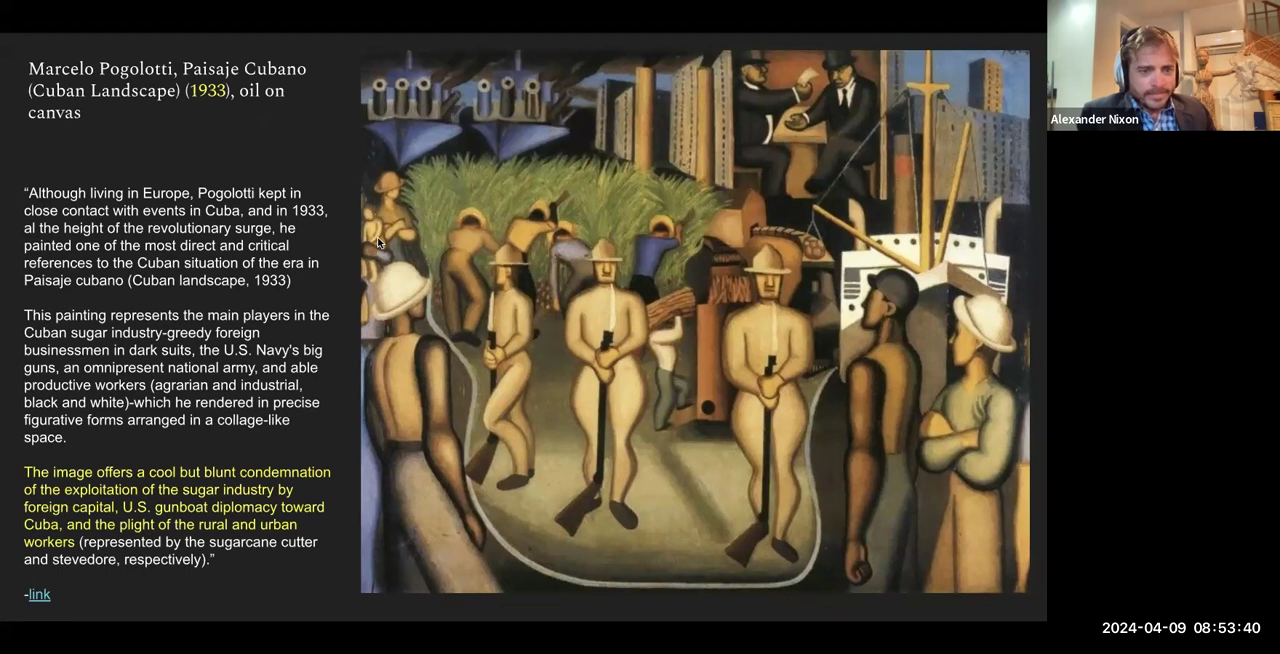 Marcelo Pogolotti, Paisaje Cubano
(Cuban Landscape) (1933), oil on
canvas
“Although living in Europe, Pogolotti kept in
close contact with events in Cuba, and in 1933,
al the height of the revolutionary surge, he
painted one of the most direct and critical
references to the Cuban situation of the era in
Paisaje cubano (Cuban landscape, 1933)
This painting represents the main players in the
Cuban sugar industry-greedy foreign
businessmen in dark suits, the U.S. Navy's big
guns, an omnipresent national army, and able
productive workers (agrarian and industrial,
black and white)-which he rendered in precise
figurative forms arranged in a collage-like
space.
The image offers a cool but blunt condemnation
of the exploitation of the sugar industry by
foreign capital, U.S. gunboat diplomacy toward
Cuba, and the plight of the rural and urban
workers (represented by the sugarcane cutter
and stevedore, respectively).”
-link
Alexander Nixon
2024-04-09 08:53:40